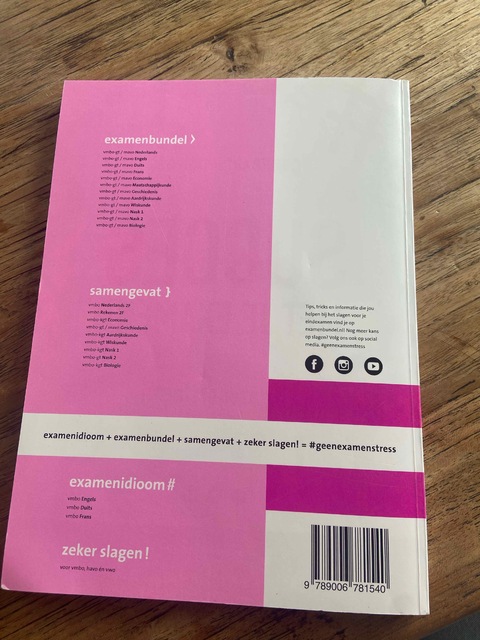 examenbundel >
vmbo-gt / mavo Nederlands
vmbo-gt / mavo Engels
vmbo-gt / mavo Duits
vmbo-gt / mavo Frans
vmbo-gt / mavo Economie
vmbo-gt / mavo Maatschappijkunde
vmbo-gt / mavo Geschiedenis
vmbo-gt / mavo Aardrijkskunde
vmbo-gt / mavo Wiskunde
vmbo-gt / mavo Nask 1
vmbo-gt / mavo Nask 2
vmbo-gt / mavo Biologie
samengevat }
vmbo Nederlands 2F
vmbo Rekenen 2F
vmbo-kgt Economie
vmbo-gt / mavo Geschiedenis
vmbo-kgt Aardrijkskunde
vmbo-kgt Wiskunde
vmbo-kgt Nask 1
vmbo-gt Nask 2
vmbo-kgt Biologie
Tips, tricks en informatie die jou
helpen bij het slagen voor je
eindexamen vind je op
examenbundel.nl! Nog meer kans
op slagen? Volg ons ook op social
media. #geenexamenstress
examenidioom + examenbundel + samengevat + zeker slagen! = #geenexamenstress
examenidioom #
vmbo Engels
vmbo Duits
vmbo Frans
zeker slagen !
voor vmbo, havo én vwo
9 789006 781540